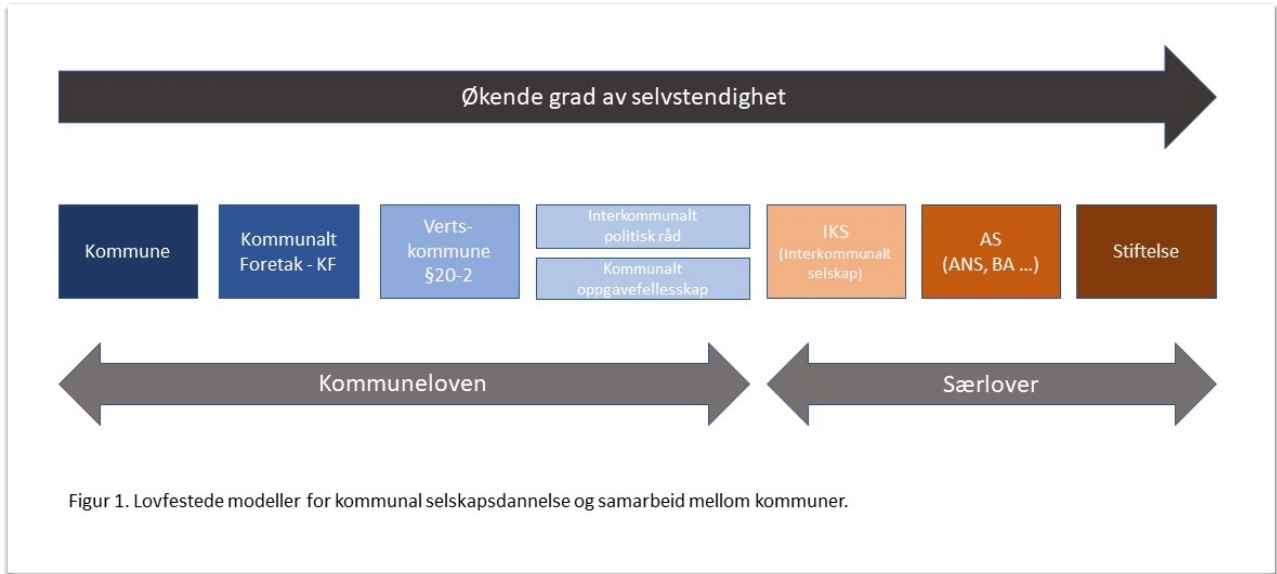 Økende grad av selvstendighet
Kommune
Kommunalt
Foretak - KF
Verts-
kommune
§20-2
Interkommunalt
politisk råd
Kommunalt
oppgavefellesskap
IKS
(Interkommunalt
selskap)
AS
(ANS, BA ...)
Stiftelse
Kommuneloven
Særlover
Figur 1. Lovfestede modeller for kommunal selskapsdannelse og samarbeid mellom kommuner.